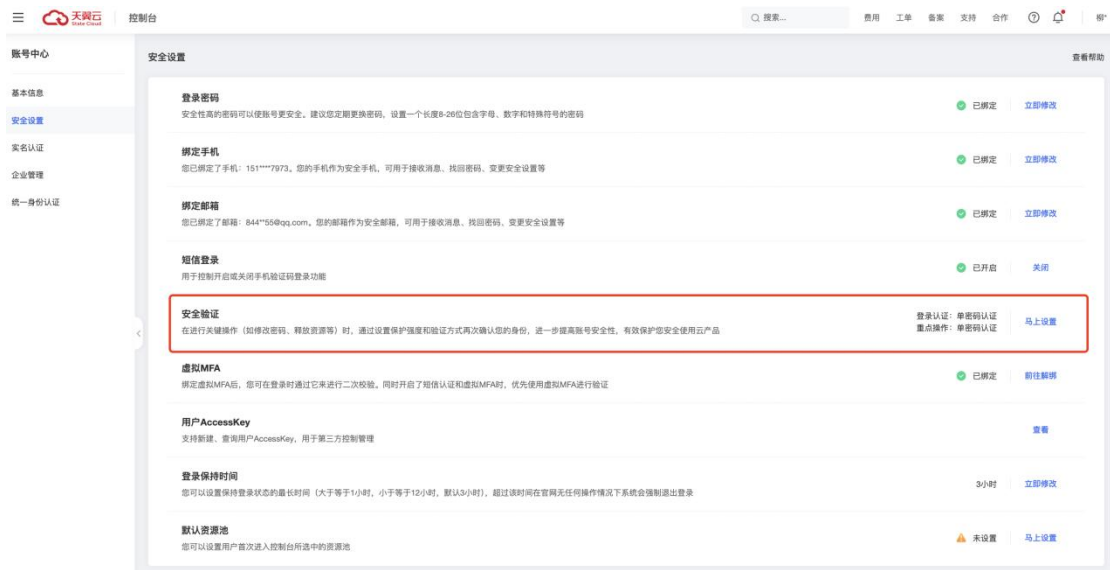 天翼云
State Cloud
控制台
搜索...
费用 工单 备案 支持 合作
账号中心
安全设置
查看帮助
基本信息
安全设置
实名认证
企业管理
统一身份认证
登录密码
安全性高的密码可以使账号更安全。建议您定期更换密码，设置一个长度8-26位包含字母、数字和特殊符号的密码
已绑定 立即修改
绑定手机
您已绑定了手机：151****7973。您的手机作为安全手机，可用于接收消息、找回密码、变更安全设置等
已绑定 立即修改
绑定邮箱
您已绑定了邮箱：844**55@qq.com。您的邮箱作为安全邮箱，可用于接收消息、找回密码、变更安全设置等
已绑定 立即修改
短信登录
用于控制开启或关闭手机验证码登录功能
已开启 关闭
安全验证
在进行关键操作（如修改密码、释放资源等）时，通过设置保护强度和验证方式再次确认您的身份，进一步提高账号安全性，有效保护您安全使用云产品
登录认证：单密码认证
重点操作：单密码认证
马上设置
虚拟MFA
绑定虚拟MFA后，您可在登录时通过它来进行二次校验。同时开启了短信认证和虚拟MFA时，优先使用虚拟MFA进行验证
已绑定 前往解绑
用户AccessKey
支持新建、查询用户AccessKey，用于第三方控制管理
查看
登录保持时间
您可以设置保持登录状态的最长时间（大于等于1小时，小于等于12小时，默认3小时），超过该时间在官网无任何操作情况下系统会强制退出登录
3小时 立即修改
默认资源池
您可以设置用户首次进入控制台所选中的资源池
未设置 马上设置